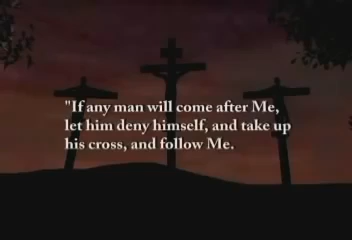 "If any man will come after Me,
let him deny himself, and take up
his cross, and follow Me.